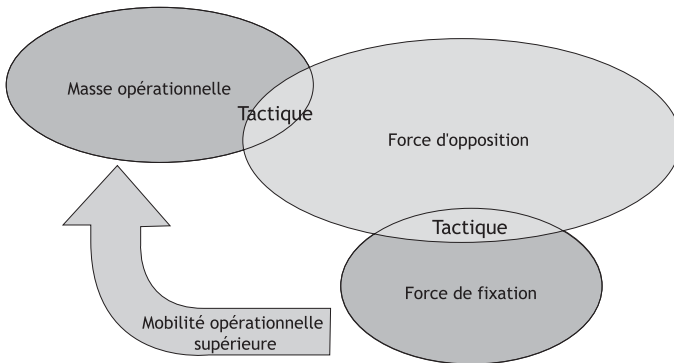 Masse opérationnelle
Tactique
Force d'opposition
Tactique
Force de fixation
Mobilité opérationnelle
supérieure